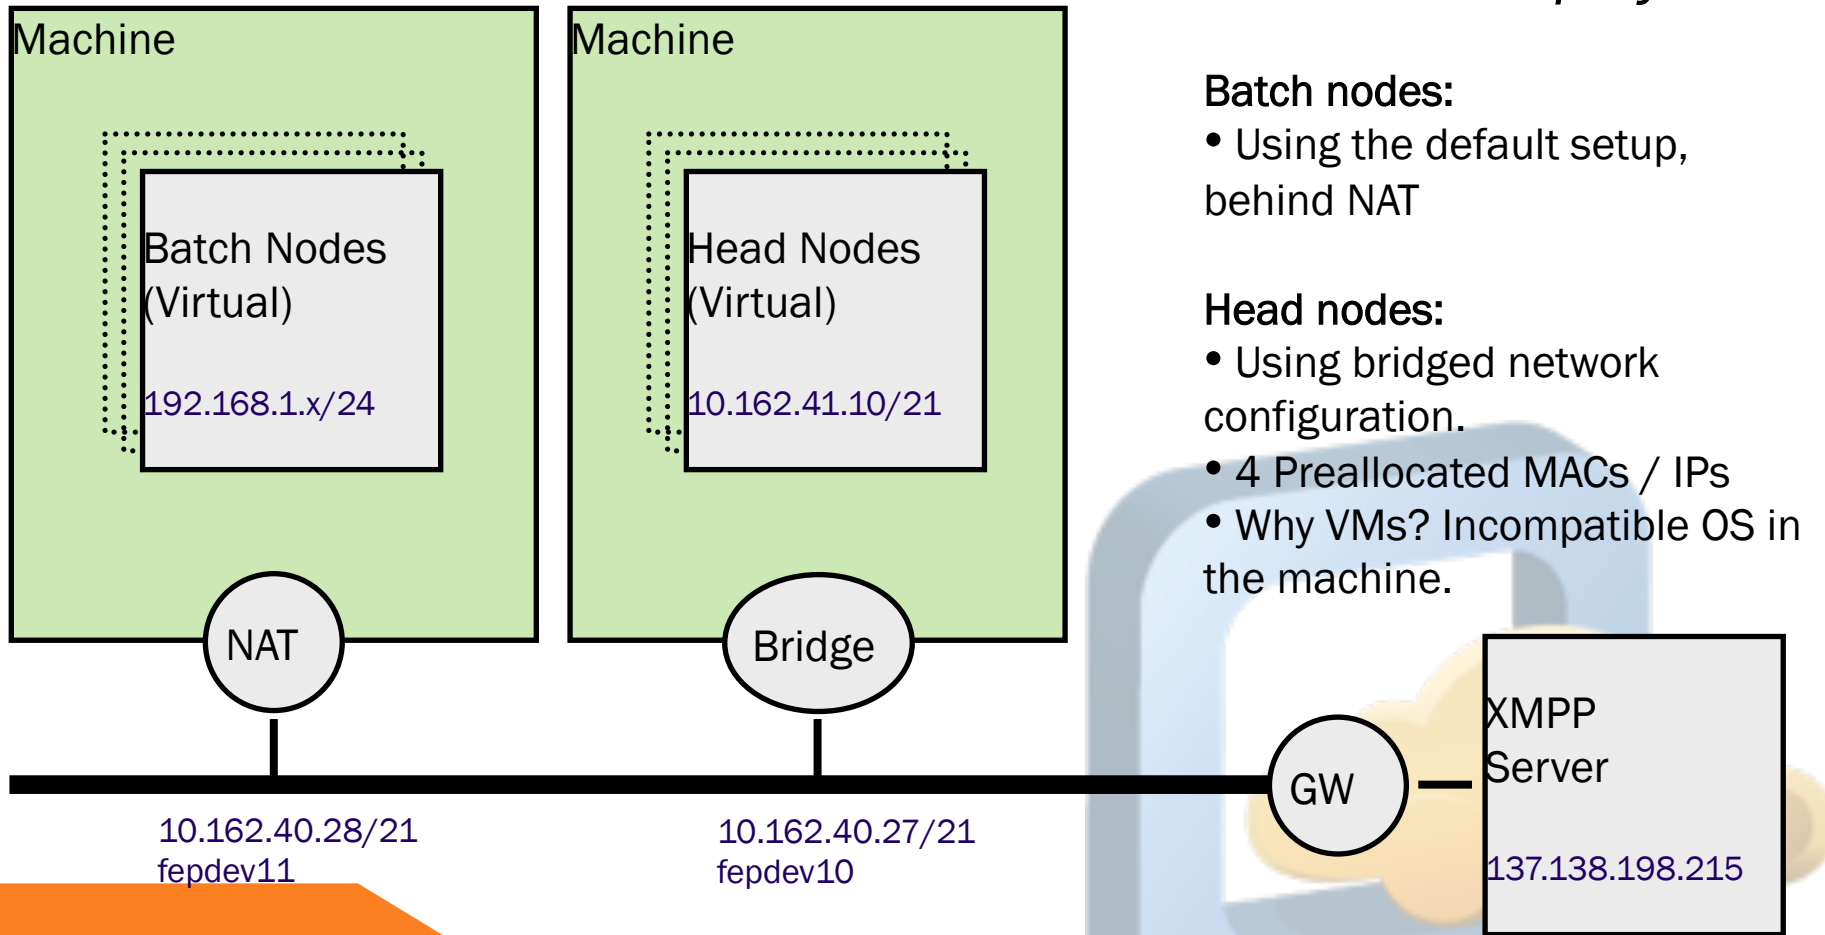 Machine
Batch Nodes
(Virtual)
192.168.1.x/24
NAT
10.162.40.28/21
fepdev11
Machine
Head Nodes
(Virtual)
10.162.41.10/21
Bridge
10.162.40.27/21
fepdev10
Batch nodes:
• Using the default setup,
behind NAT
Head nodes:
• Using bridged network
configuration.
• 4 Preallocated MACs / IPs
• Why VMs? Incompatible OS in
the machine.
GW
XMPP
Server
137.138.198.215